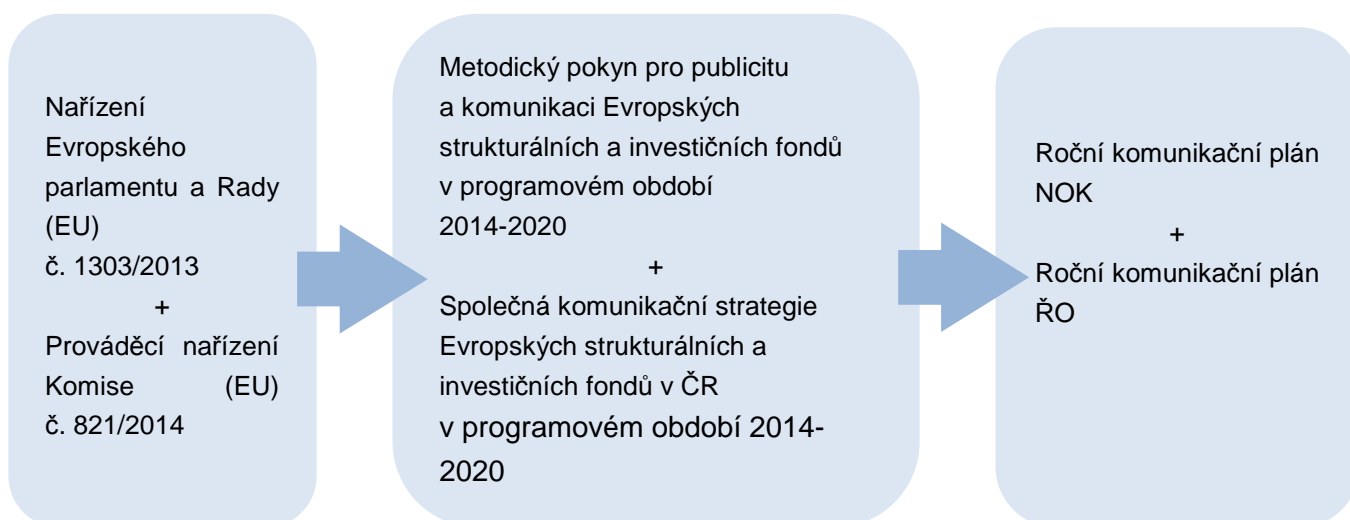 Nařízení
Evropského
parlamentu a Rady
(EU)
č. 1303/2013
+
Prováděcí nařízení
Komise (EU)
č. 821/2014
Metodický pokyn pro publicitu
a komunikaci Evropských
strukturálních a investičních fondů
v programovém období
2014-2020
+
Společná komunikační strategie
Evropských strukturálních a
investičních fondů v ČR
v programovém období 2014-
2020
Roční komunikační plán
NOK
+
Roční komunikační plán
ŘO